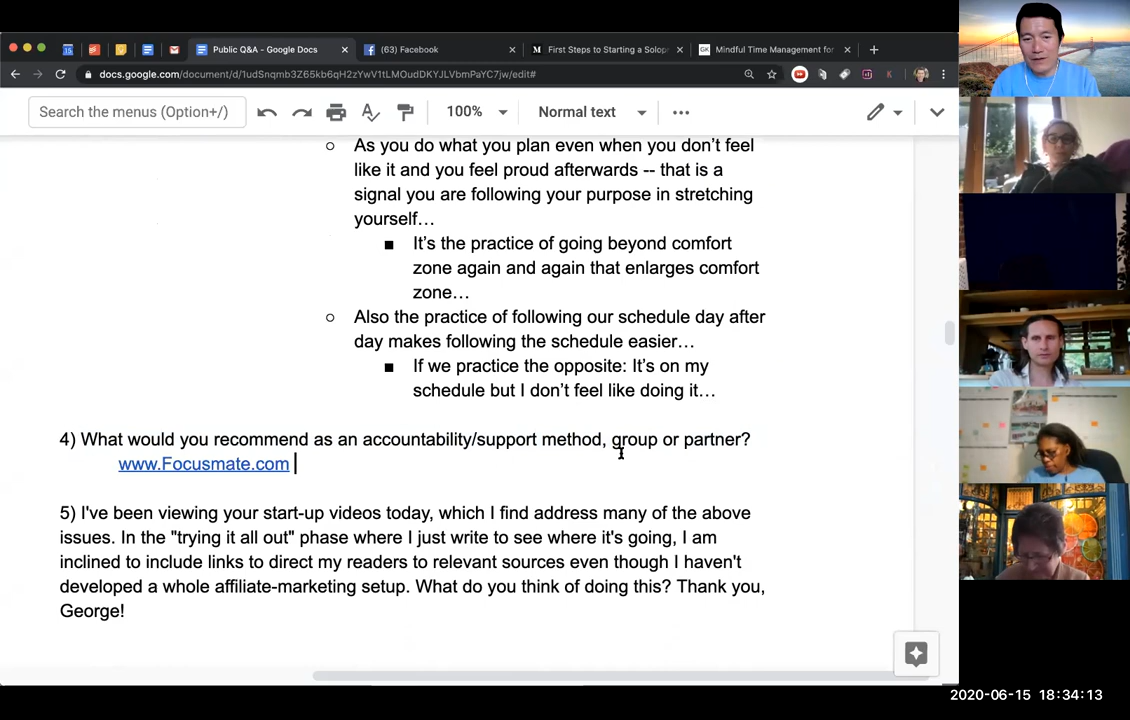 Public Q&A - Google Docs
(63) Facebook
First Steps to Starting a Solop
GK Mindful Time Management for
docs.google.com/document/d/1udSnqmb3Z65kb6qH2zYwV1tLMOudDKYJLVbmPaYC7jw/edit#
Search the menus (Option+/)
100%
Normal text
As you do what you plan even when you don’t feel
like it and you feel proud afterwards -- that is a
signal you are following your purpose in stretching
yourself…
It’s the practice of going beyond comfort
zone again and again that enlarges comfort
zone…
Also the practice of following our schedule day after
day makes following the schedule easier…
If we practice the opposite: It’s on my
schedule but I don’t feel like doing it…
4) What would you recommend as an accountability/support method, group or partner?
www.Focusmate.com
5) I've been viewing your start-up videos today, which I find address many of the above
issues. In the "trying it all out" phase where I just write to see where it's going, I am
inclined to include links to direct my readers to relevant sources even though I haven't
developed a whole affiliate-marketing setup. What do you think of doing this? Thank you,
George!
2020-06-15 18:34:13